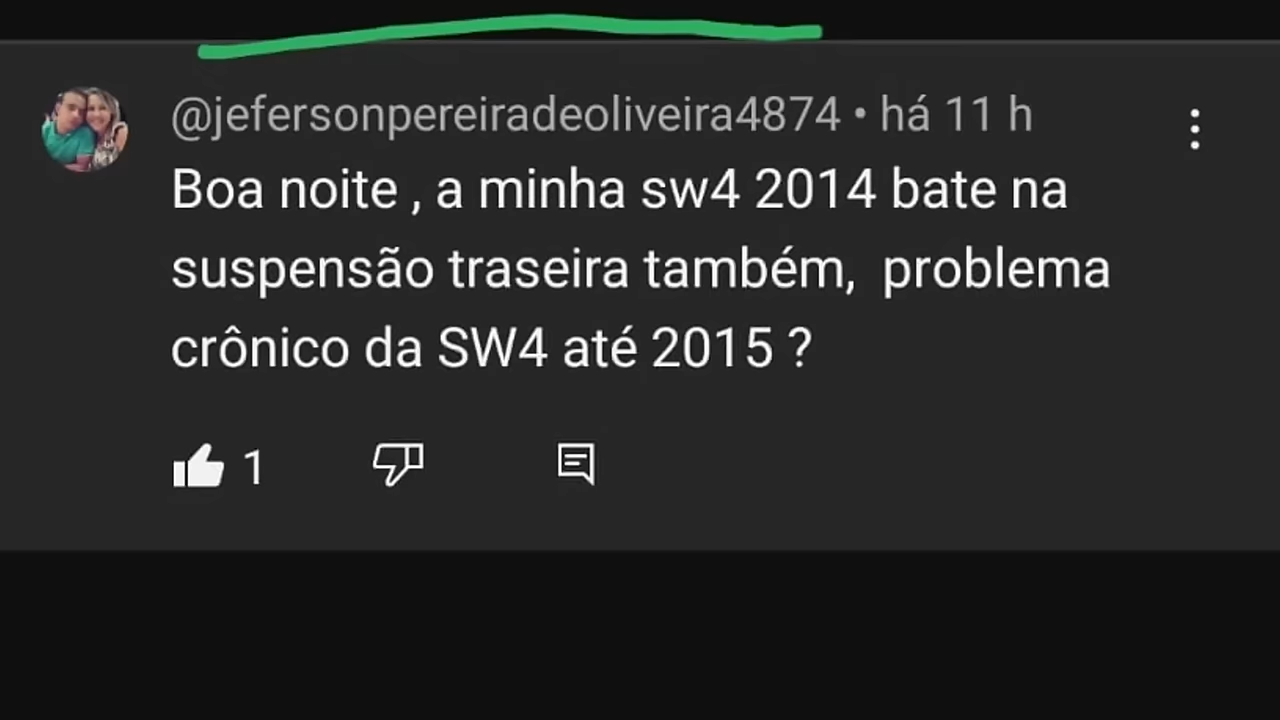 @jefersonpereiradeoliveira4874 • há 11 h
Boa noite , a minha sw4 2014 bate na
suspensão traseira também,  problema
crônico da SW4 até 2015 ?
1